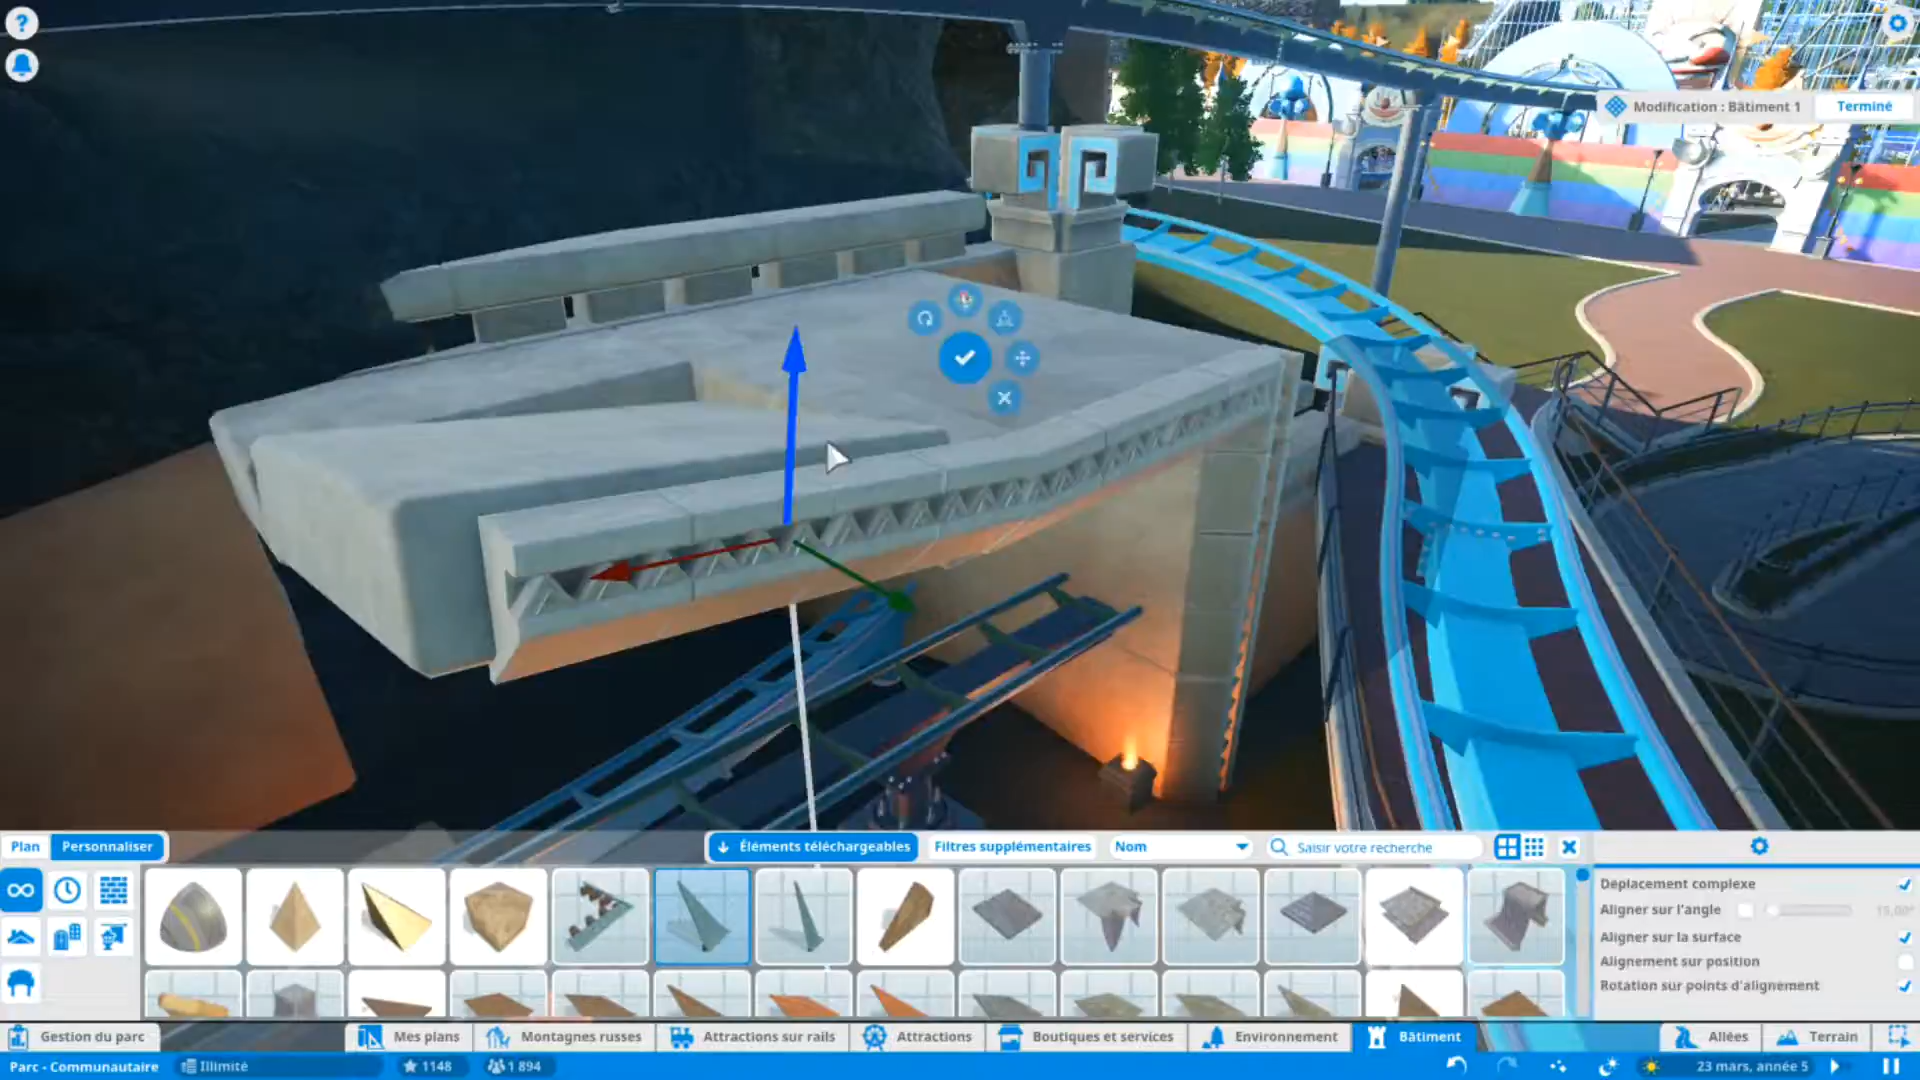 ?
Modification : Bâtiment 1
Terminé
Plan
Personnaliser
Éléments téléchargeables
Filtres supplémentaires
Nom
Saisir votre recherche
Déplacement complexe
Aligner sur l'angle
15,00°
Aligner sur la surface
Alignement sur position
Rotation sur points d'alignement
Gestion du parc
Mes plans
Montagnes russes
Attractions sur rails
Attractions
Boutiques et services
Environnement
Bâtiment
Allées
Terrain
Parc - Communautaire
Illimité
1148
1 894
23 mars, année 5